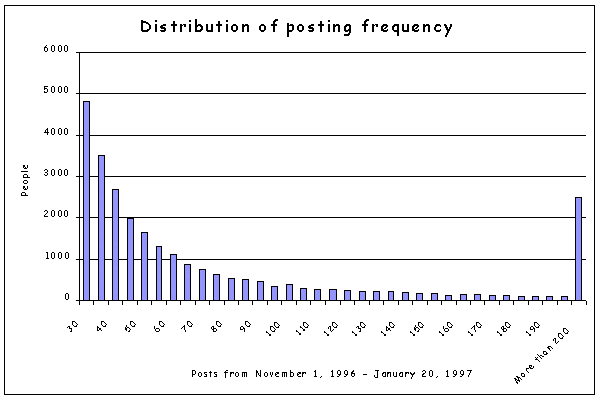 Distribution of posting frequency
6000
5000
4000
3000
2000
1000
0
People
30 40 50 60 70 80 90 100 110 120 130 140 150 160 170 180 190 More than 200
Posts from November 1, 1996 - January 20, 1997